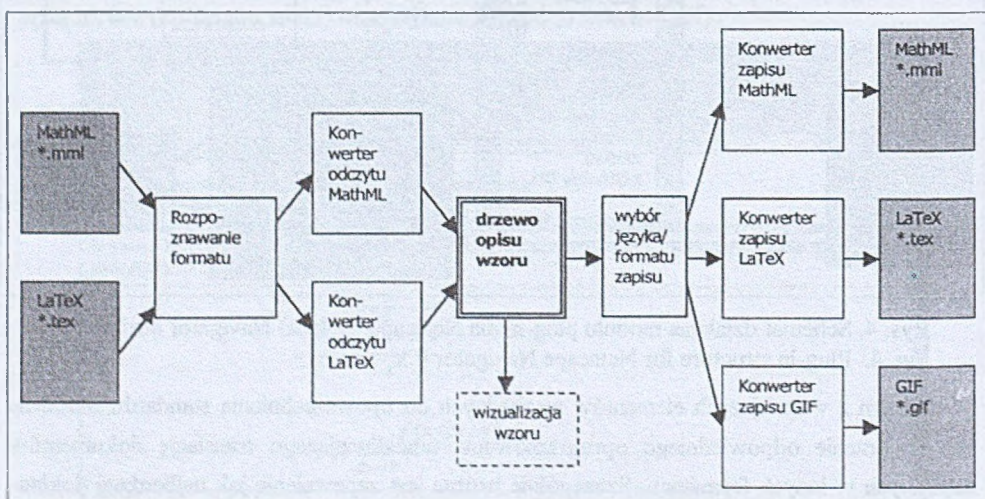 MathML
*.mml
LaTeX
*.tex
Rozpo-
znawanie
formatu
Kon-
werter
odczytu
MathML
Kon-
werter
odczytu
LaTeX
drzewo
opisu
wzoru
wizualizacja
wzoru
wybór
języka/
formatu
zapisu
Konwerter
zapisu
MathML
MathML
*.mml
Konwerter
zapisu
LaTeX
LaTeX
*.tex
Konwerter
zapisu GIF
GIF
*.gif